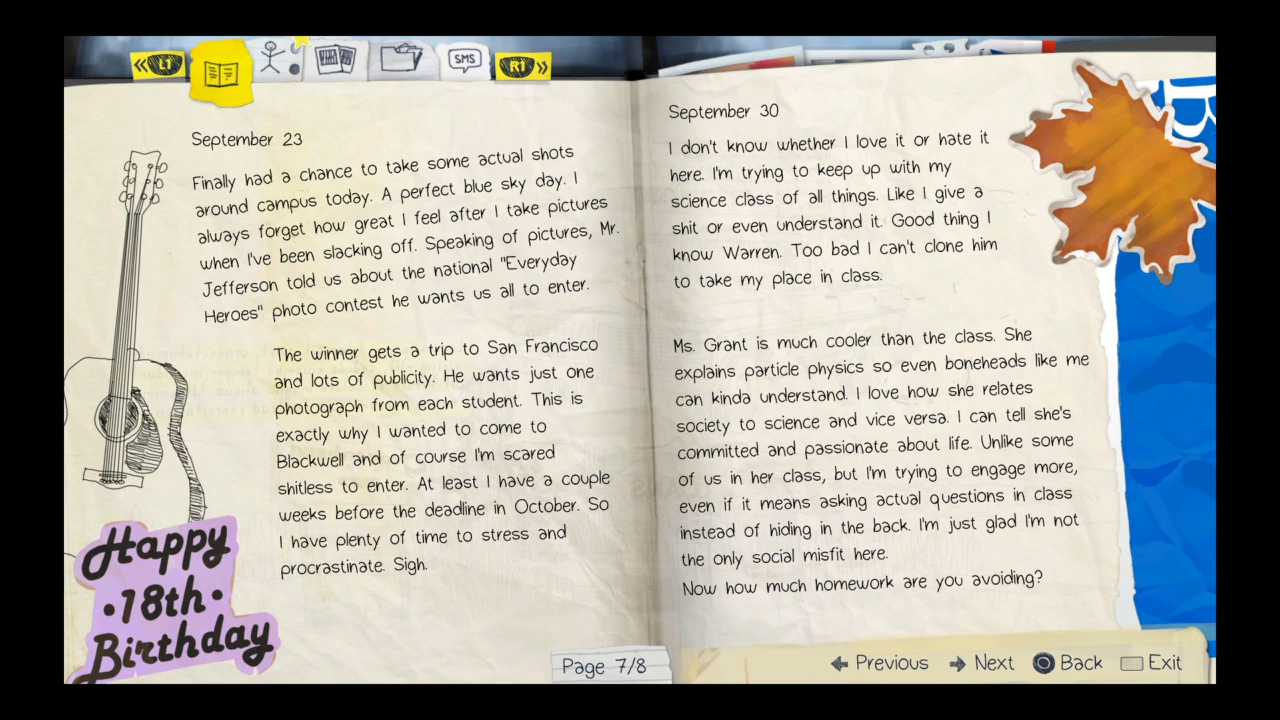 « L1
SMS
R1 »
September 23
Finally had a chance to take some actual shots
around campus today. A perfect blue sky day. I
always forget how great I feel after I take pictures
when I've been slacking off. Speaking of pictures, Mr.
Jefferson told us about the national "Everyday
Heroes" photo contest he wants us all to enter.
The winner gets a trip to San Francisco
and lots of publicity. He wants just one
photograph from each student. This is
exactly why I wanted to come to
Blackwell and of course I'm scared
shitless to enter. At least I have a couple
weeks before the deadline in October. So
I have plenty of time to stress and
procrastinate. Sigh.
Happy
•18th•
Birthday
September 30
I don't know whether I love it or hate it
here. I'm trying to keep up with my
science class of all things. Like I give a
shit or even understand it. Good thing I
know Warren. Too bad I can't clone him
to take my place in class.
Ms. Grant is much cooler than the class. She
explains particle physics so even boneheads like me
can kinda understand. I love how she relates
society to science and vice versa. I can tell she's
committed and passionate about life. Unlike some
of us in her class, but I'm trying to engage more,
even if it means asking actual questions in class
instead of hiding in the back. I'm just glad I'm not
the only social misfit here.
Now how much homework are you avoiding?
Page 7/8
Previous Next Back Exit